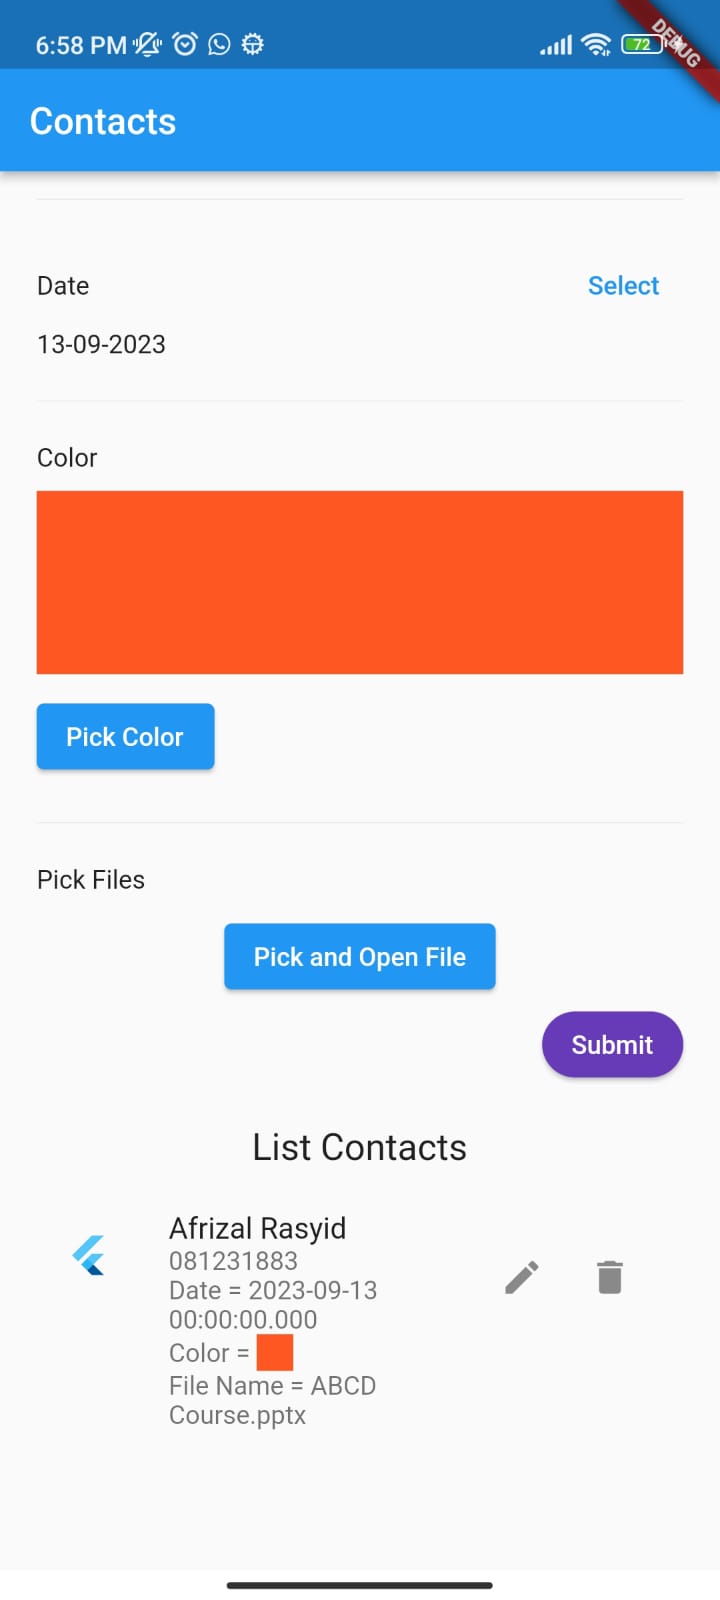 6:58 PM
72
DEBUG
Contacts
Date
Select
13-09-2023
Color
Pick Color
Pick Files
Pick and Open File
Submit
List Contacts
Afrizal Rasyid
081231883
Date = 2023-09-13
00:00:00.000
Color =
File Name = ABCD
Course.pptx